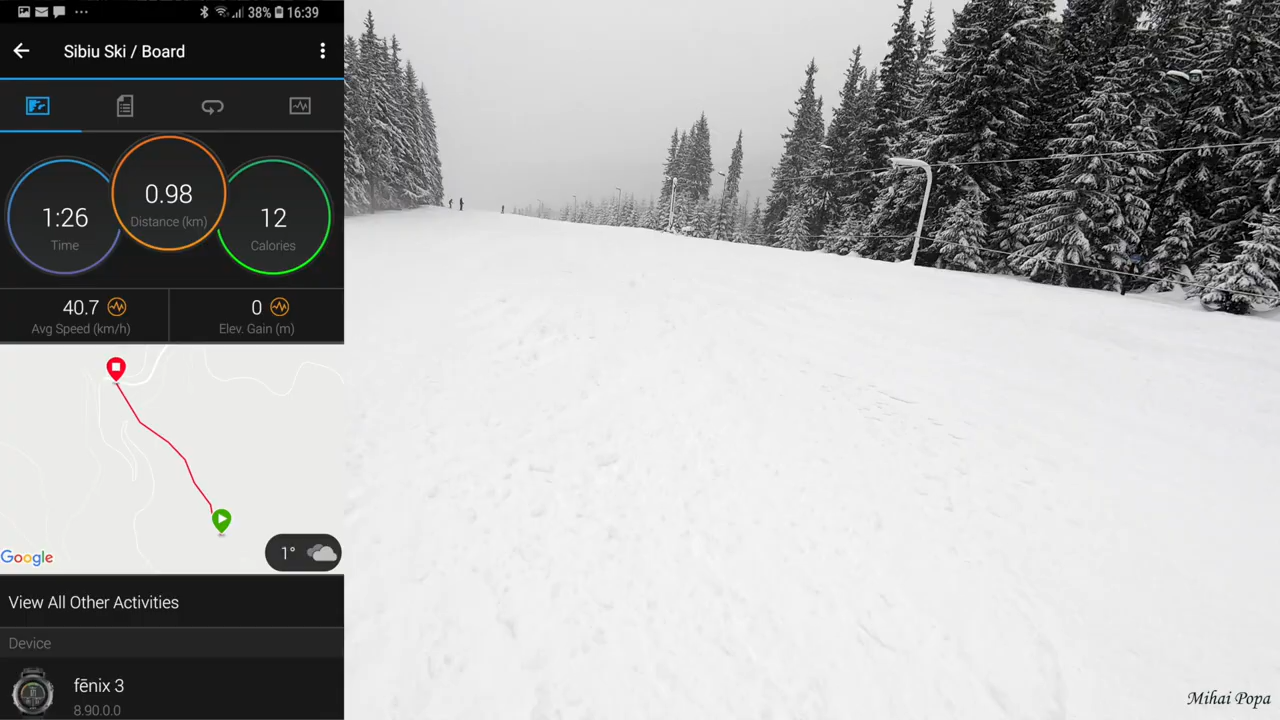 38% 16:39
Sibiu Ski / Board
0.98
Distance (km)
1:26
Time
12
Calories
40.7
Avg Speed (km/h)
0
Elev. Gain (m)
Google
1°
View All Other Activities
Device
fēnix 3
8.90.0.0
Mihai Popa